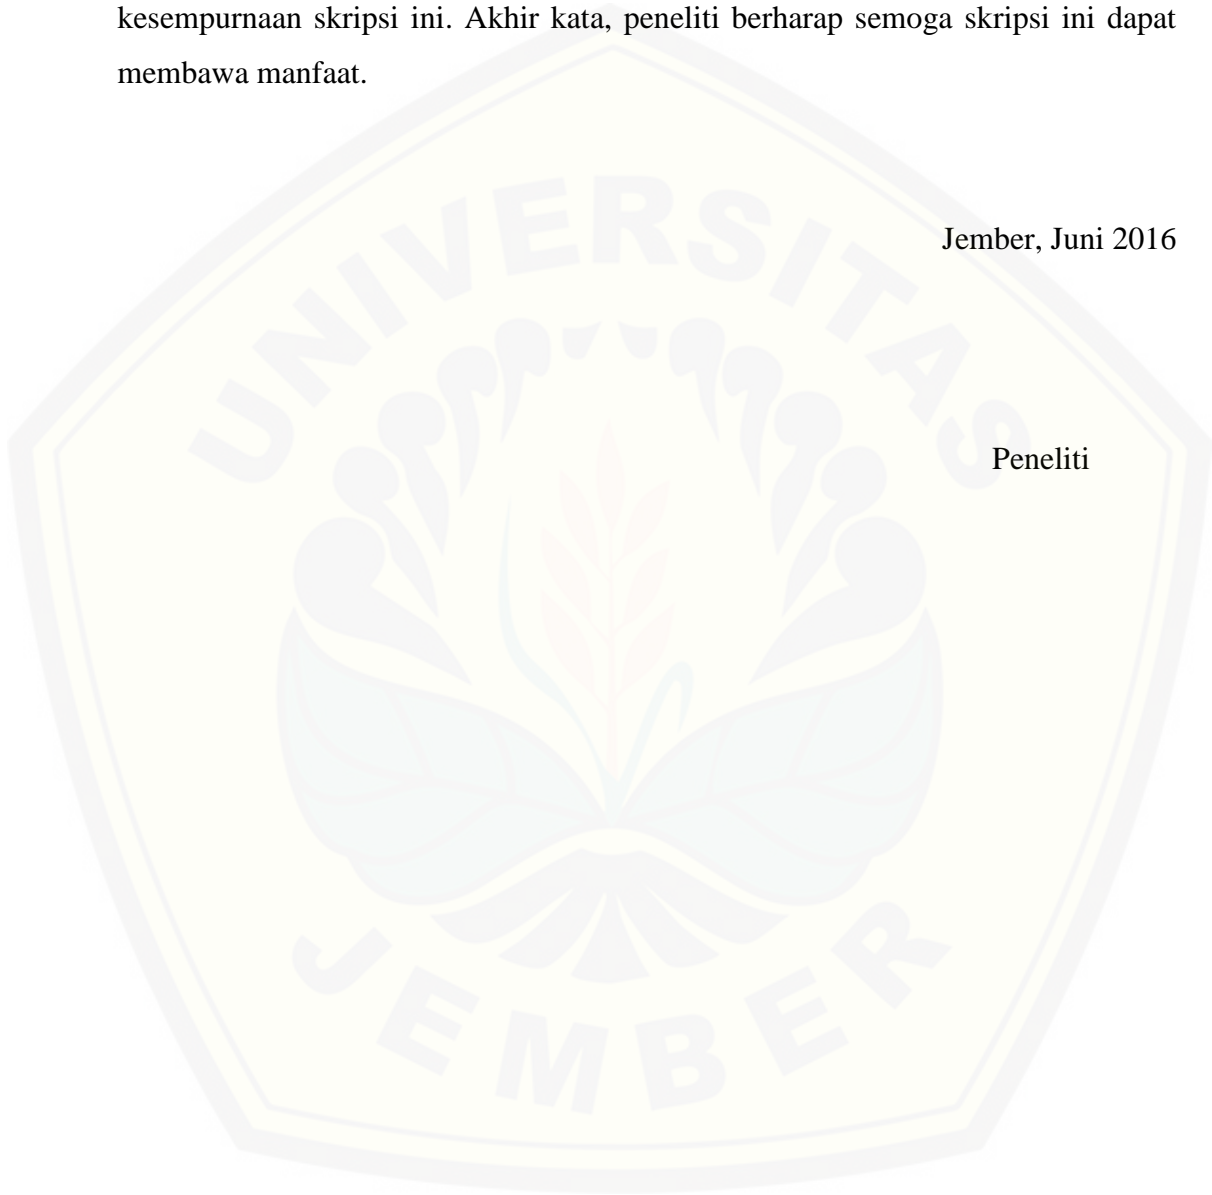 kesempurnaan skripsi ini. Akhir kata, peneliti berharap semoga skripsi ini dapat
membawa manfaat.
Jember, Juni 2016
Peneliti
UNIVERSITAS
JEMBER